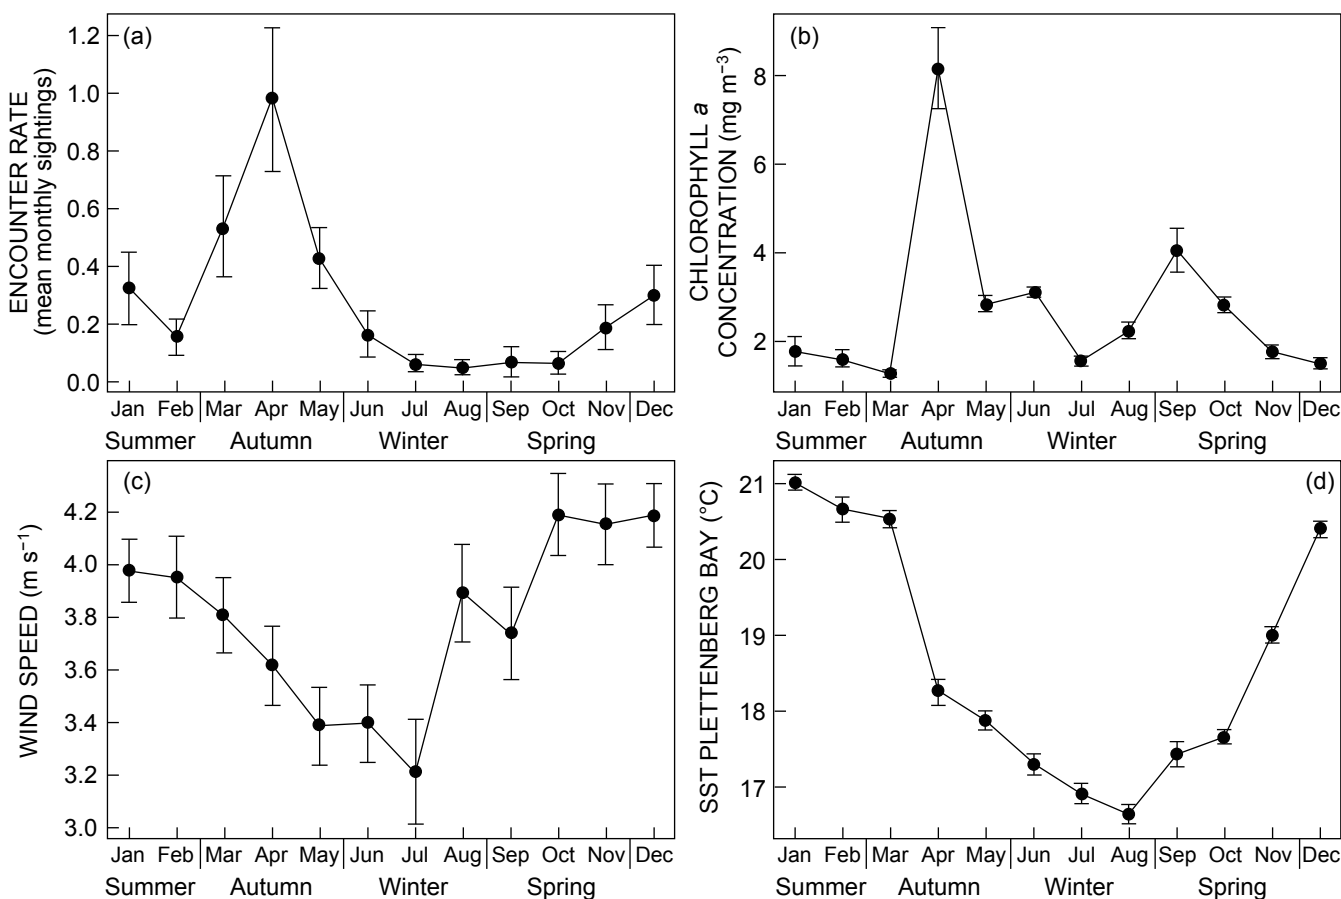 (a)
ENCOUNTER RATE
(mean monthly sightings)
1.2
1.0
0.8
0.6
0.4
0.2
0.0
Jan Feb Mar Apr May Jun Jul Aug Sep Oct Nov Dec
Summer Autumn Winter Spring
(b)
CHLOROPHYLL a
CONCENTRATION (mg m−3)
8
6
4
2
Jan Feb Mar Apr May Jun Jul Aug Sep Oct Nov Dec
Summer Autumn Winter Spring
(c)
WIND SPEED (m s−1)
4.2
4.0
3.8
3.6
3.4
3.2
3.0
Jan Feb Mar Apr May Jun Jul Aug Sep Oct Nov Dec
Summer Autumn Winter Spring
(d)
SST PLETTENBERG BAY (°C)
21
20
19
18
17
Jan Feb Mar Apr May Jun Jul Aug Sep Oct Nov Dec
Summer Autumn Winter Spring